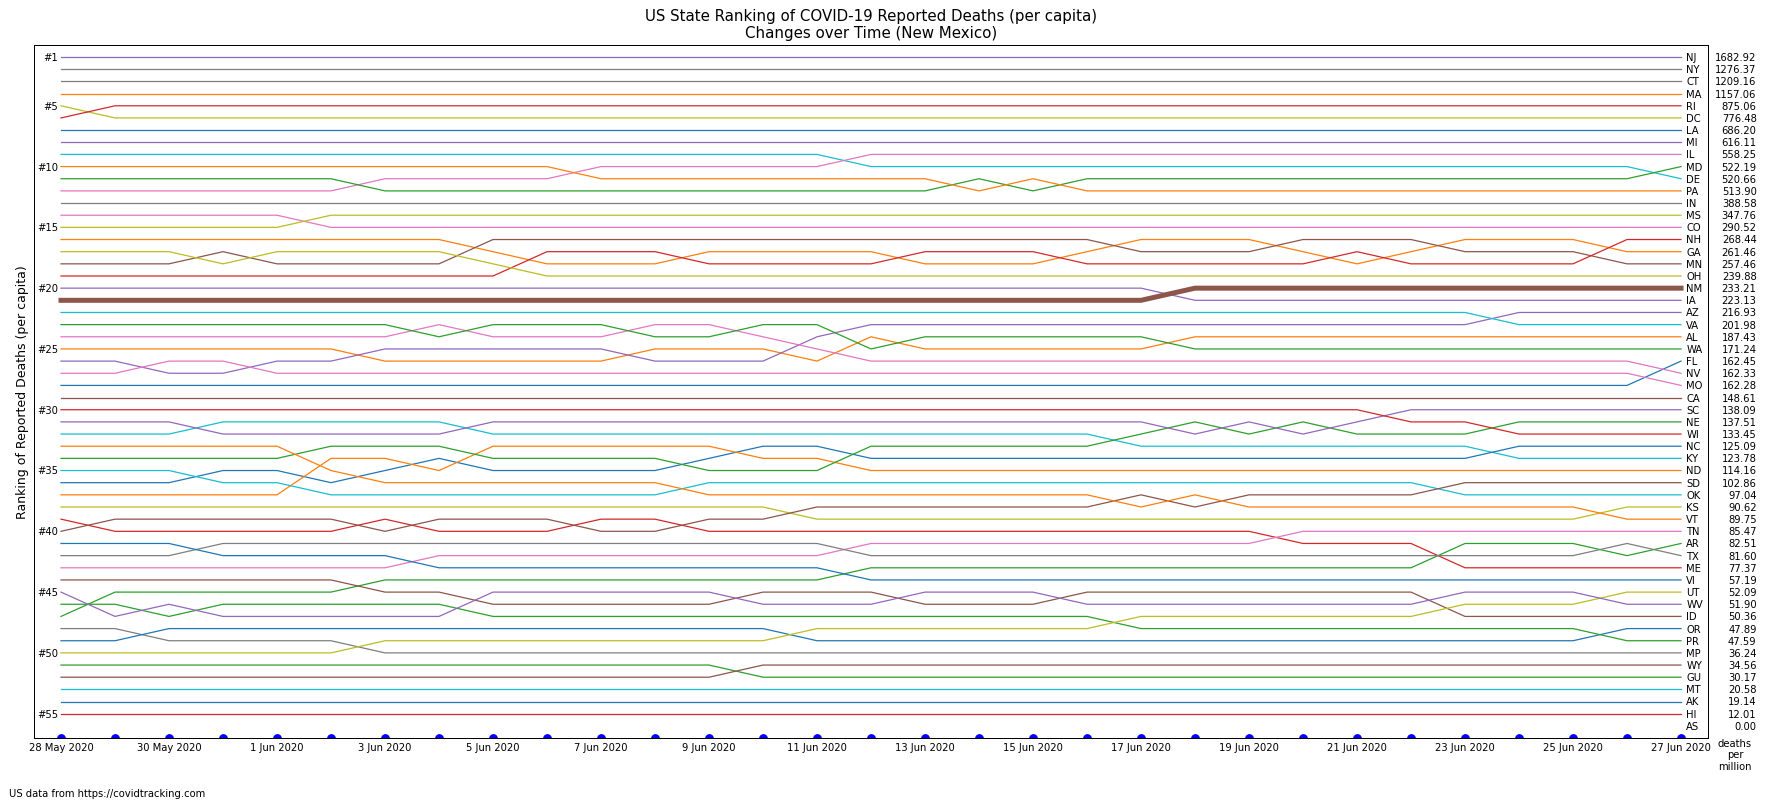 US State Ranking of COVID-19 Reported Deaths (per capita)
Changes over Time (New Mexico)
Ranking of Reported Deaths (per capita)
#1
#5
#10
#15
#20
#25
#30
#35
#40
#45
#50
#55
NJ 1682.92
NY 1276.37
CT 1209.16
MA 1157.06
RI 875.06
DC 776.48
LA 686.20
MI 616.11
IL 558.25
MD 522.19
DE 520.66
PA 513.90
IN 388.58
MS 347.76
CO 290.52
NH 268.44
GA 261.46
MN 257.46
OH 239.88
NM 233.21
IA 223.13
AZ 216.93
VA 201.98
AL 187.43
WA 171.24
FL 162.45
NV 162.33
MO 162.28
CA 148.61
SC 138.09
NE 137.51
WI 133.45
NC 125.09
KY 123.78
ND 114.16
SD 102.86
OK 97.04
KS 90.62
VT 89.75
TN 85.47
AR 82.51
TX 81.60
ME 77.37
VI 57.19
UT 52.09
WV 51.90
ID 50.36
OR 47.89
PR 47.59
MP 36.24
WY 34.56
GU 30.17
MT 20.58
AK 19.14
HI 12.01
AS 0.00
28 May 2020 30 May 2020 1 Jun 2020 3 Jun 2020 5 Jun 2020 7 Jun 2020 9 Jun 2020 11 Jun 2020 13 Jun 2020 15 Jun 2020 17 Jun 2020 19 Jun 2020 21 Jun 2020 23 Jun 2020 25 Jun 2020 27 Jun 2020
deaths
per
million
US data from https://covidtracking.com